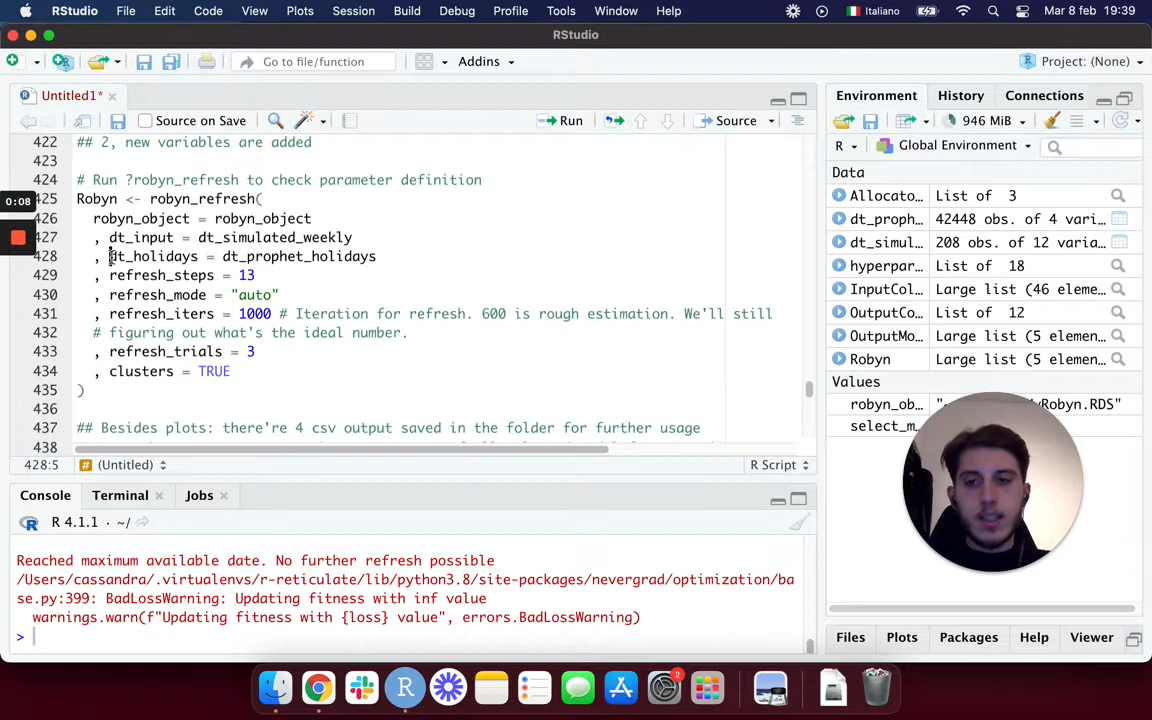 RStudio File Edit Code View Plots Session Build Debug Profile Tools Window Help Italiano Mar 8 feb 19:39
RStudio
Go to file/function Addins Project: (None)
Untitled1*
Source on Save Run Source
422 ## 2, new variables are added
423
424 # Run ?robyn_refresh to check parameter definition
425 Robyn <- robyn_refresh(
426 robyn_object = robyn_object
427 , dt_input = dt_simulated_weekly
428 , dt_holidays = dt_prophet_holidays
429 , refresh_steps = 13
430 , refresh_mode = "auto"
431 , refresh_iters = 1000 # Iteration for refresh. 600 is rough estimation. We'll still
432 # figuring out what's the ideal number.
433 , refresh_trials = 3
434 , clusters = TRUE
435 )
436
437 ## Besides plots: there're 4 csv output saved in the folder for further usage
438
428:5 (Untitled) R Script
0:08
Console Terminal Jobs
R 4.1.1 · ~/
Reached maximum available date. No further refresh possible
/Users/cassandra/.virtualenvs/r-reticulate/lib/python3.8/site-packages/nevergrad/optimization/ba
se.py:399: BadLossWarning: Updating fitness with inf value
warnings.warn(f"Updating fitness with {loss} value", errors.BadLossWarning)
>
Environment History Connections
946 MiB
R Global Environment
Data
Allocato… List of 3
dt_proph… 42448 obs. of 4 vari…
dt_simul… 208 obs. of 12 varia…
hyperpar… List of 18
InputCol… Large list (46 eleme…
OutputCo… List of 12
OutputMo… Large list (5 elemen…
Robyn Large list (5 elemen…
Values
robyn_ob…
select_m…
Files Plots Packages Help Viewer
2